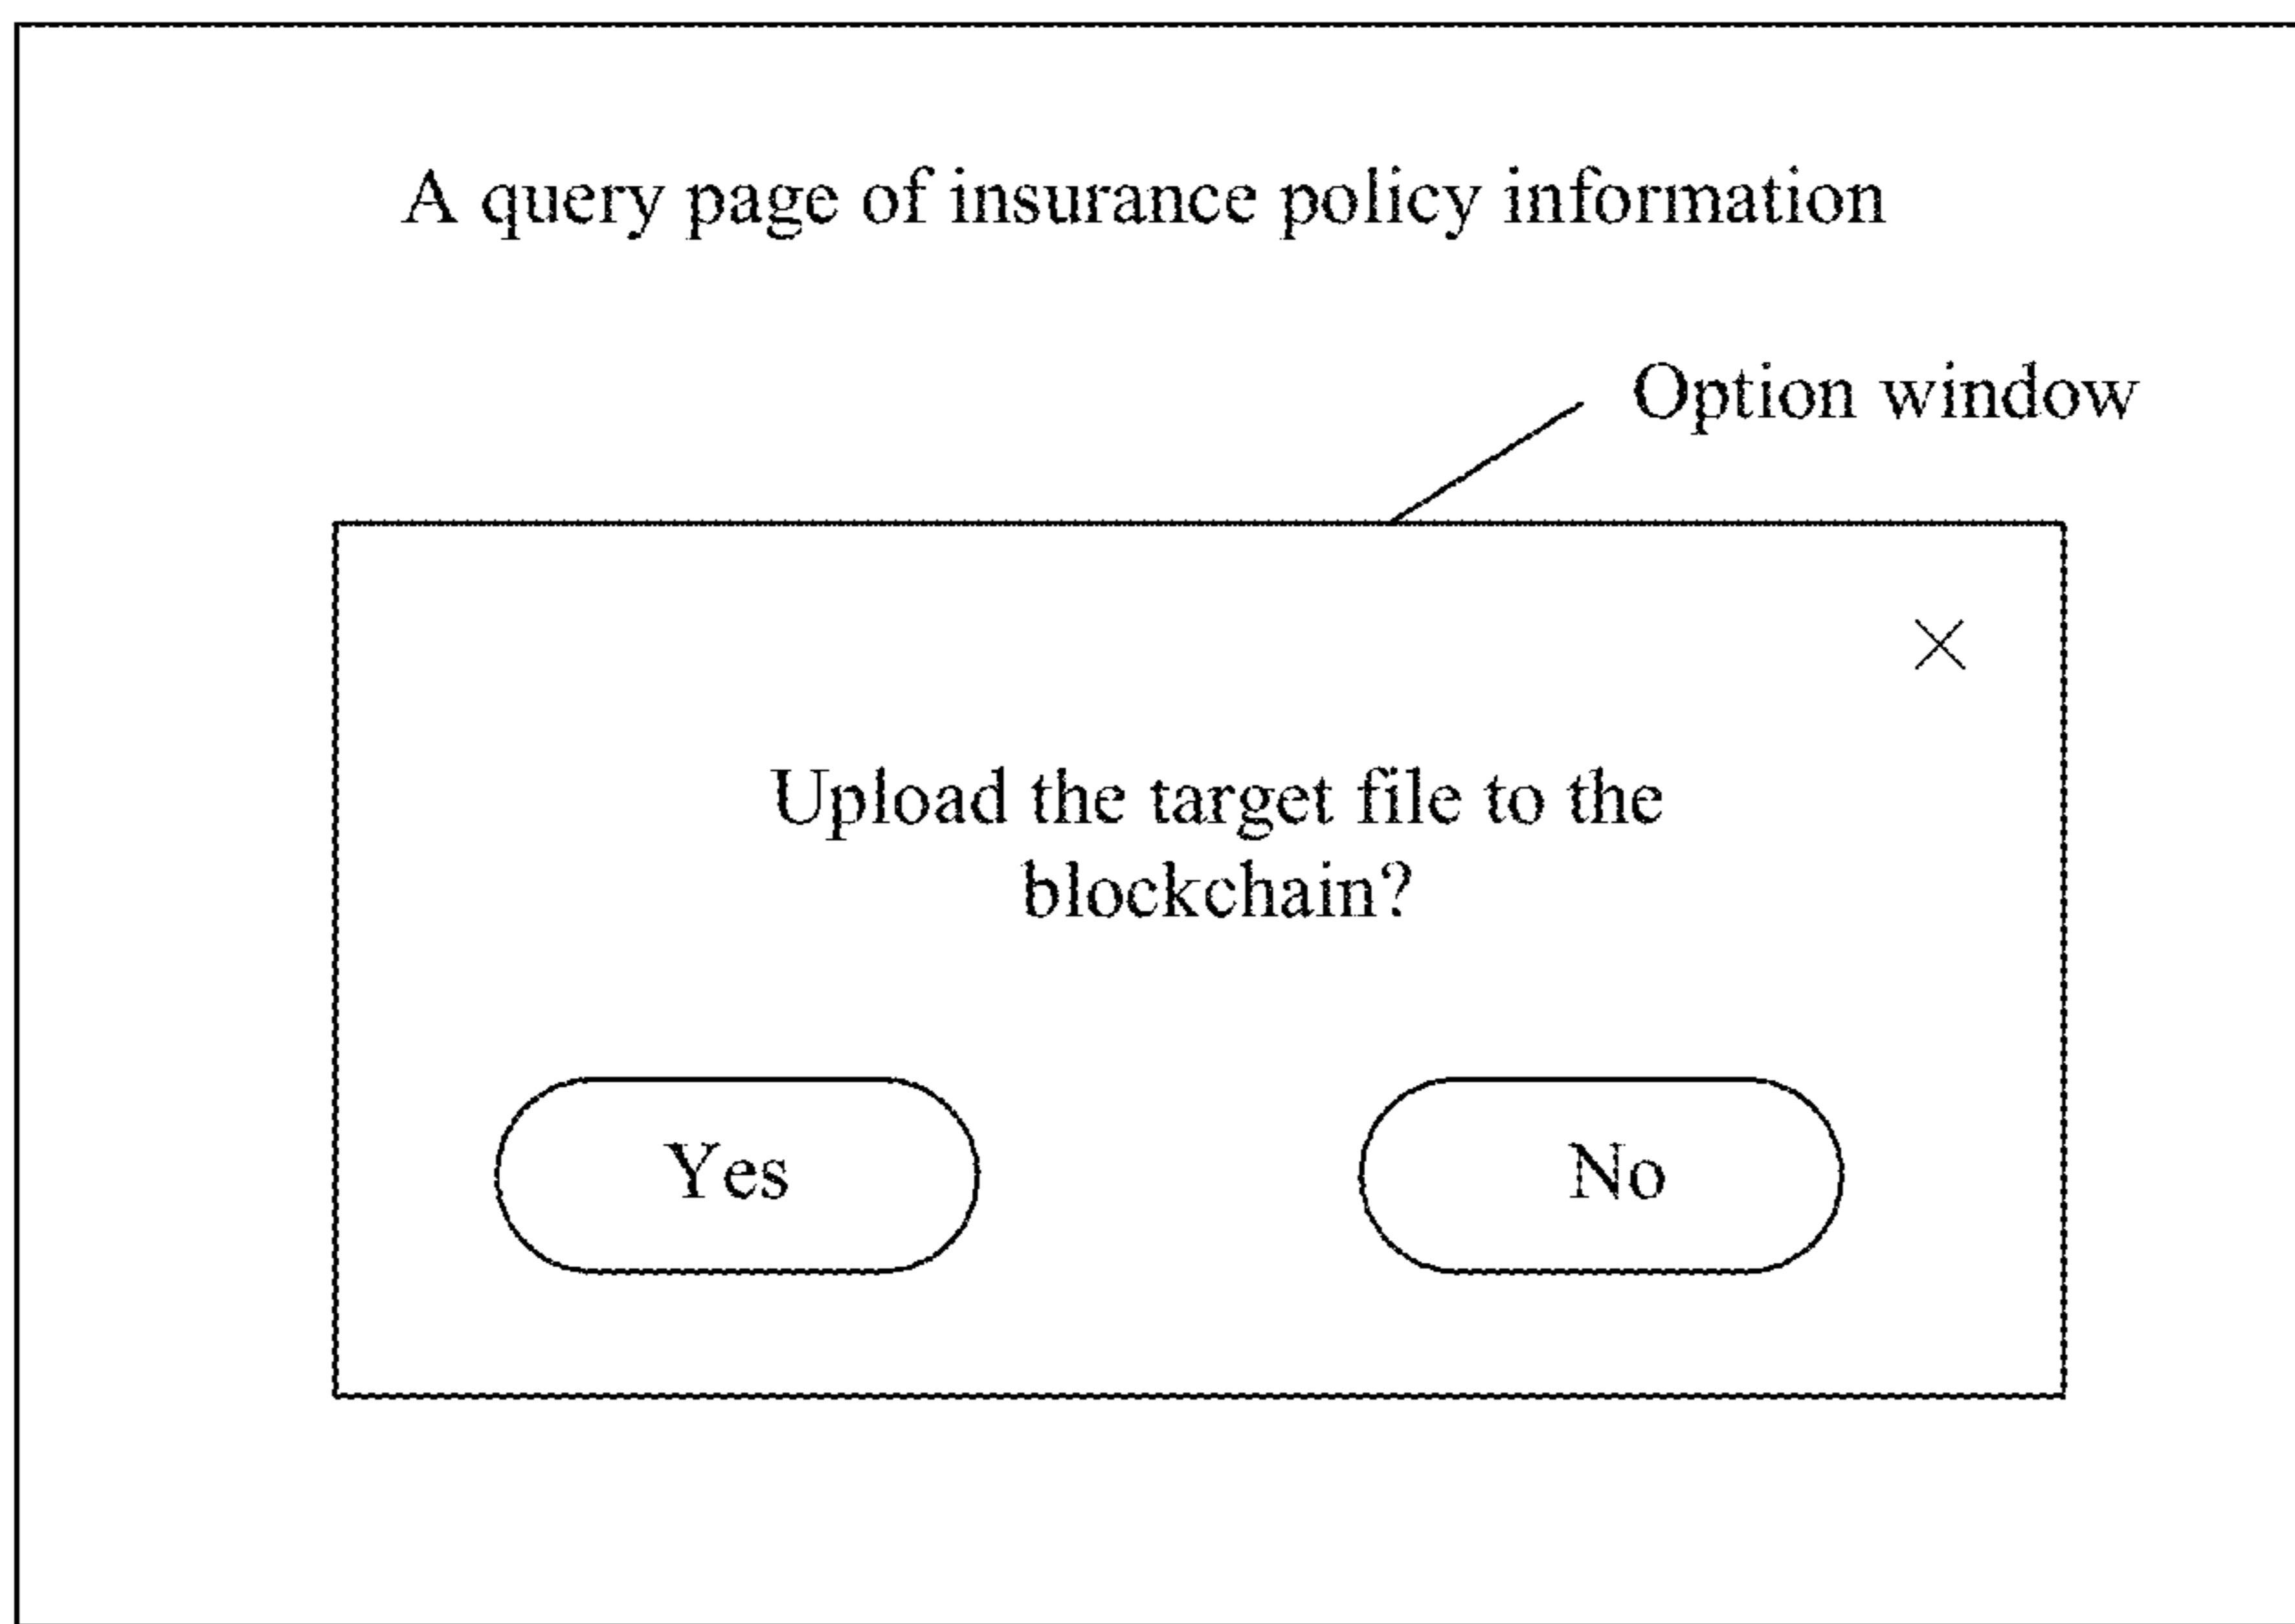 A query page of insurance policy information
Option window
Upload the target file to the
blockchain?
Yes
No